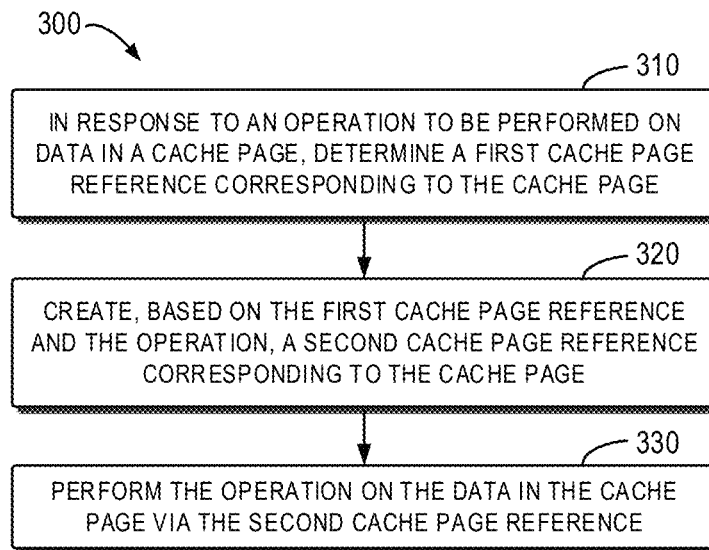 300
310
IN RESPONSE TO AN OPERATION TO BE PERFORMED ON
DATA IN A CACHE PAGE, DETERMINE A FIRST CACHE PAGE
REFERENCE CORRESPONDING TO THE CACHE PAGE
320
CREATE, BASED ON THE FIRST CACHE PAGE REFERENCE
AND THE OPERATION, A SECOND CACHE PAGE REFERENCE
CORRESPONDING TO THE CACHE PAGE
330
PERFORM THE OPERATION ON THE DATA IN THE CACHE
PAGE VIA THE SECOND CACHE PAGE REFERENCE